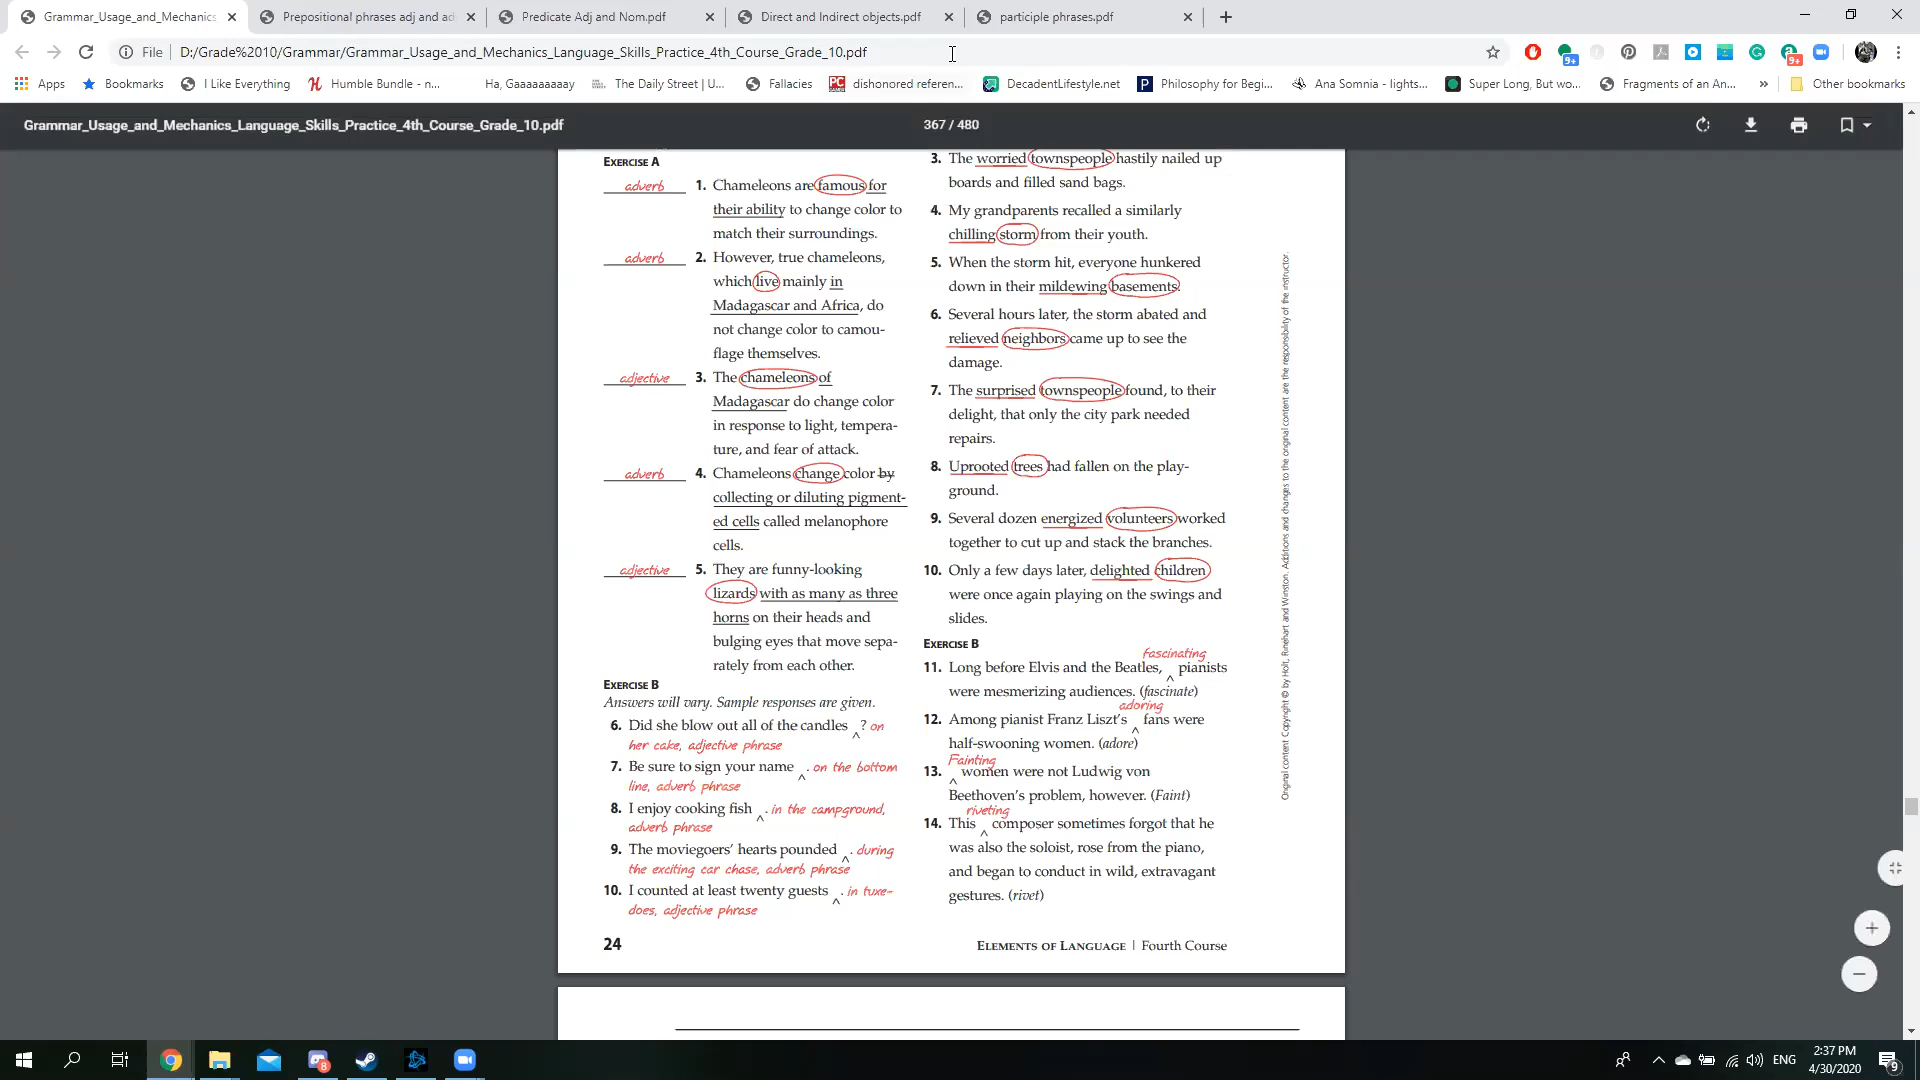 Grammar_Usage_and_Mechanics
Prepositional phrases adj and ad
Predicate Adj and Nom.pdf
Direct and Indirect objects.pdf
participle phrases.pdf
File
D:/Grade%2010/Grammar/Grammar_Usage_and_Mechanics_Language_Skills_Practice_4th_Course_Grade_10.pdf
9+
9+
Apps
Bookmarks
I Like Everything
Humble Bundle - n...
Ha, Gaaaaaaaaay
The Daily Street | U...
Fallacies
dishonored referen...
DecadentLifestyle.net
Philosophy for Begi...
Ana Somnia - lights...
Super Long, But wo...
Fragments of an An...
»
Other bookmarks
Grammar_Usage_and_Mechanics_Language_Skills_Practice_4th_Course_Grade_10.pdf
367 / 480
EXERCISE A
adverb 1. Chameleons are famous for
their ability to change color to
match their surroundings.
adverb 2. However, true chameleons,
which live mainly in
Madagascar and Africa, do
not change color to camou-
flage themselves.
adjective 3. The chameleons of
Madagascar do change color
in response to light, tempera-
ture, and fear of attack.
adverb 4. Chameleons change color by
collecting or diluting pigment-
ed cells called melanophore
cells.
adjective 5. They are funny-looking
lizards with as many as three
horns on their heads and
bulging eyes that move sepa-
rately from each other.
EXERCISE B
Answers will vary. Sample responses are given.
6. Did she blow out all of the candles ^? on
her cake, adjective phrase
7. Be sure to sign your name ^. on the bottom
line, adverb phrase
8. I enjoy cooking fish ^. in the campground,
adverb phrase
9. The moviegoers' hearts pounded ^. during
the exciting car chase, adverb phrase
10. I counted at least twenty guests ^. in tuxe-
does, adjective phrase
3. The worried townspeople hastily nailed up
boards and filled sand bags.
4. My grandparents recalled a similarly
chilling storm from their youth.
5. When the storm hit, everyone hunkered
down in their mildewing basements.
6. Several hours later, the storm abated and
relieved neighbors came up to see the
damage.
7. The surprised townspeople found, to their
delight, that only the city park needed
repairs.
8. Uprooted trees had fallen on the play-
ground.
9. Several dozen energized volunteers worked
together to cut up and stack the branches.
10. Only a few days later, delighted children
were once again playing on the swings and
slides.
EXERCISE B
fascinating
11. Long before Elvis and the Beatles, ^ pianists
were mesmerizing audiences. (fascinate)
adoring
12. Among pianist Franz Liszt's ^ fans were
half-swooning women. (adore)
Fainting
13. ^ women were not Ludwig von
Beethoven's problem, however. (Faint)
riveting
14. This ^ composer sometimes forgot that he
was also the soloist, rose from the piano,
and began to conduct in wild, extravagant
gestures. (rivet)
Original content Copyright © by Holt, Rinehart and Winston. Additions and changes to the original content are the responsibility of the instructor.
24
ELEMENTS OF LANGUAGE | Fourth Course
8
ENG
2:37 PM
4/30/2020
9